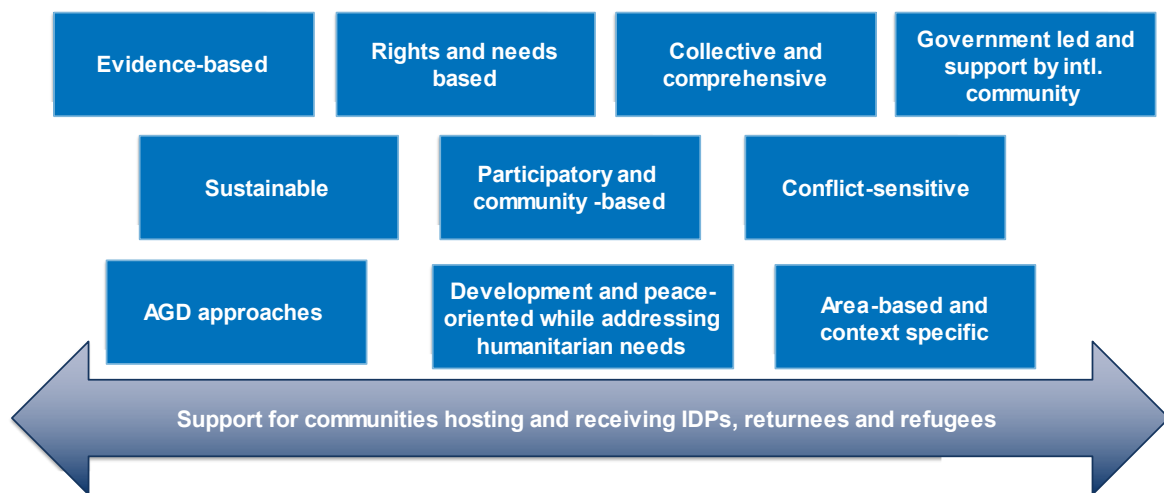 Evidence-based
Rights and needs
based
Collective and
comprehensive
Government led and
support by intl.
community
Sustainable
Participatory and
community -based
Conflict-sensitive
AGD approaches
Development and peace-
oriented while addressing
humanitarian needs
Area-based and
context specific
Support for communities hosting and receiving IDPs, returnees and refugees